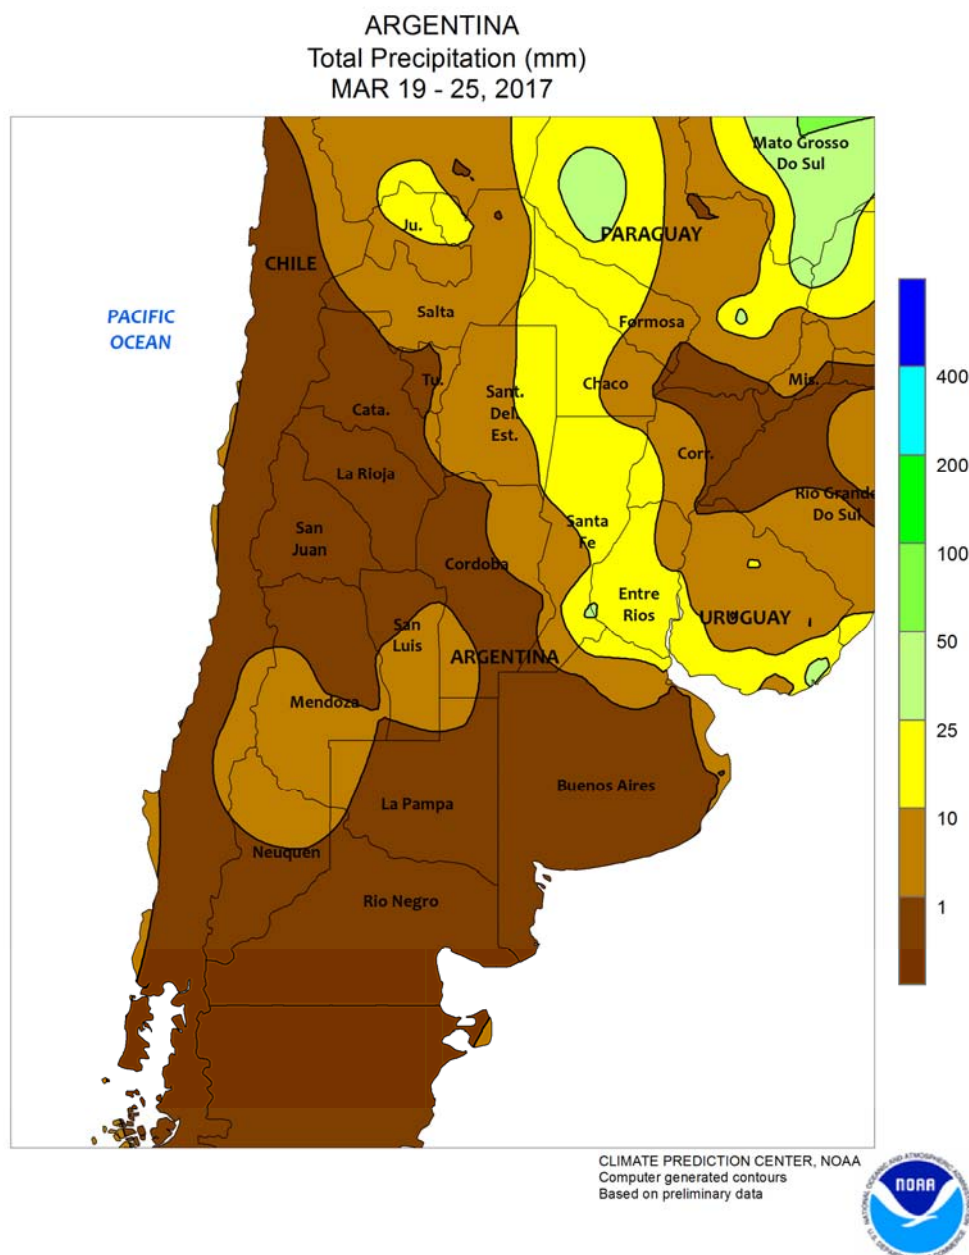 ARGENTINA
Total Precipitation (mm)
MAR 19 - 25, 2017
Mato Grosso
Do Sul
Ju.
PARAGUAY
CHILE
PACIFIC
OCEAN
Salta
Formosa
Tu.
Sant.
Del.
Est.
Chaco
Mis.
400
Cata.
Corr.
La Rioja
200
Rio Grande
Do Sul
San
Juan
Santa
Fe
100
Cordoba
Entre
Rios
URUGUAY
San
Luis
50
ARGENTINA
Mendoza
25
Buenos Aires
La Pampa
10
Neuquen
Rio Negro
1
CLIMATE PREDICTION CENTER, NOAA
Computer generated contours
Based on preliminary data
NOAA